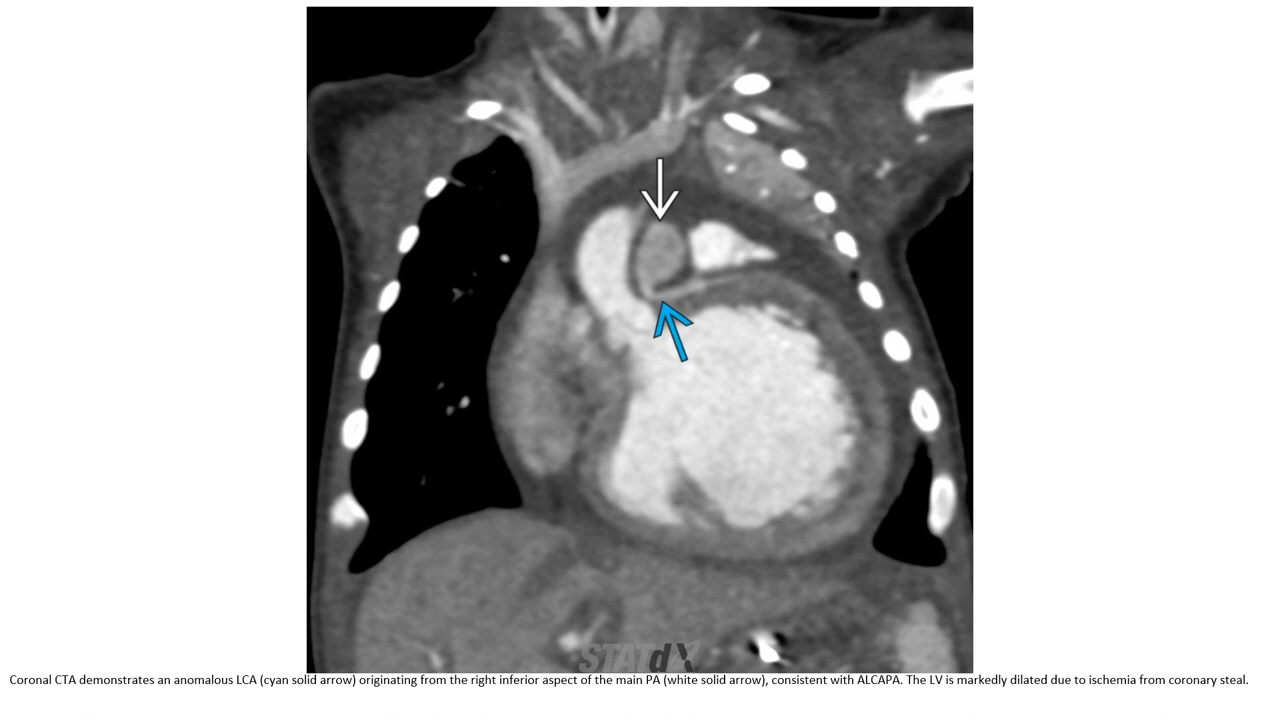 STATdX
Coronal CTA demonstrates an anomalous LCA (cyan solid arrow) originating from the right inferior aspect of the main PA (white solid arrow), consistent with ALCAPA. The LV is markedly dilated due to ischemia from coronary steal.